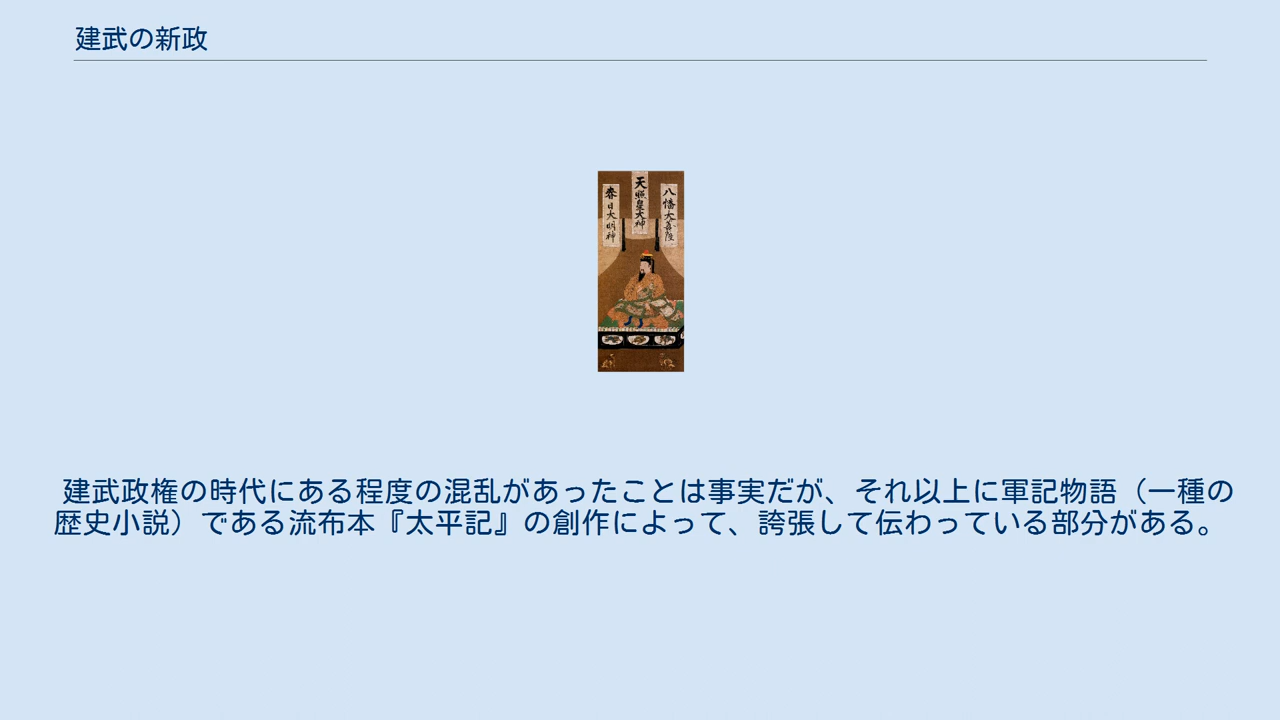 建武の新政
春日大明神
天照皇大神
八幡大菩薩
建武政権の時代にある程度の混乱があったことは事実だが、それ以上に軍記物語（一種の
歴史小説）である流布本『太平記』の創作によって、誇張して伝わっている部分がある。